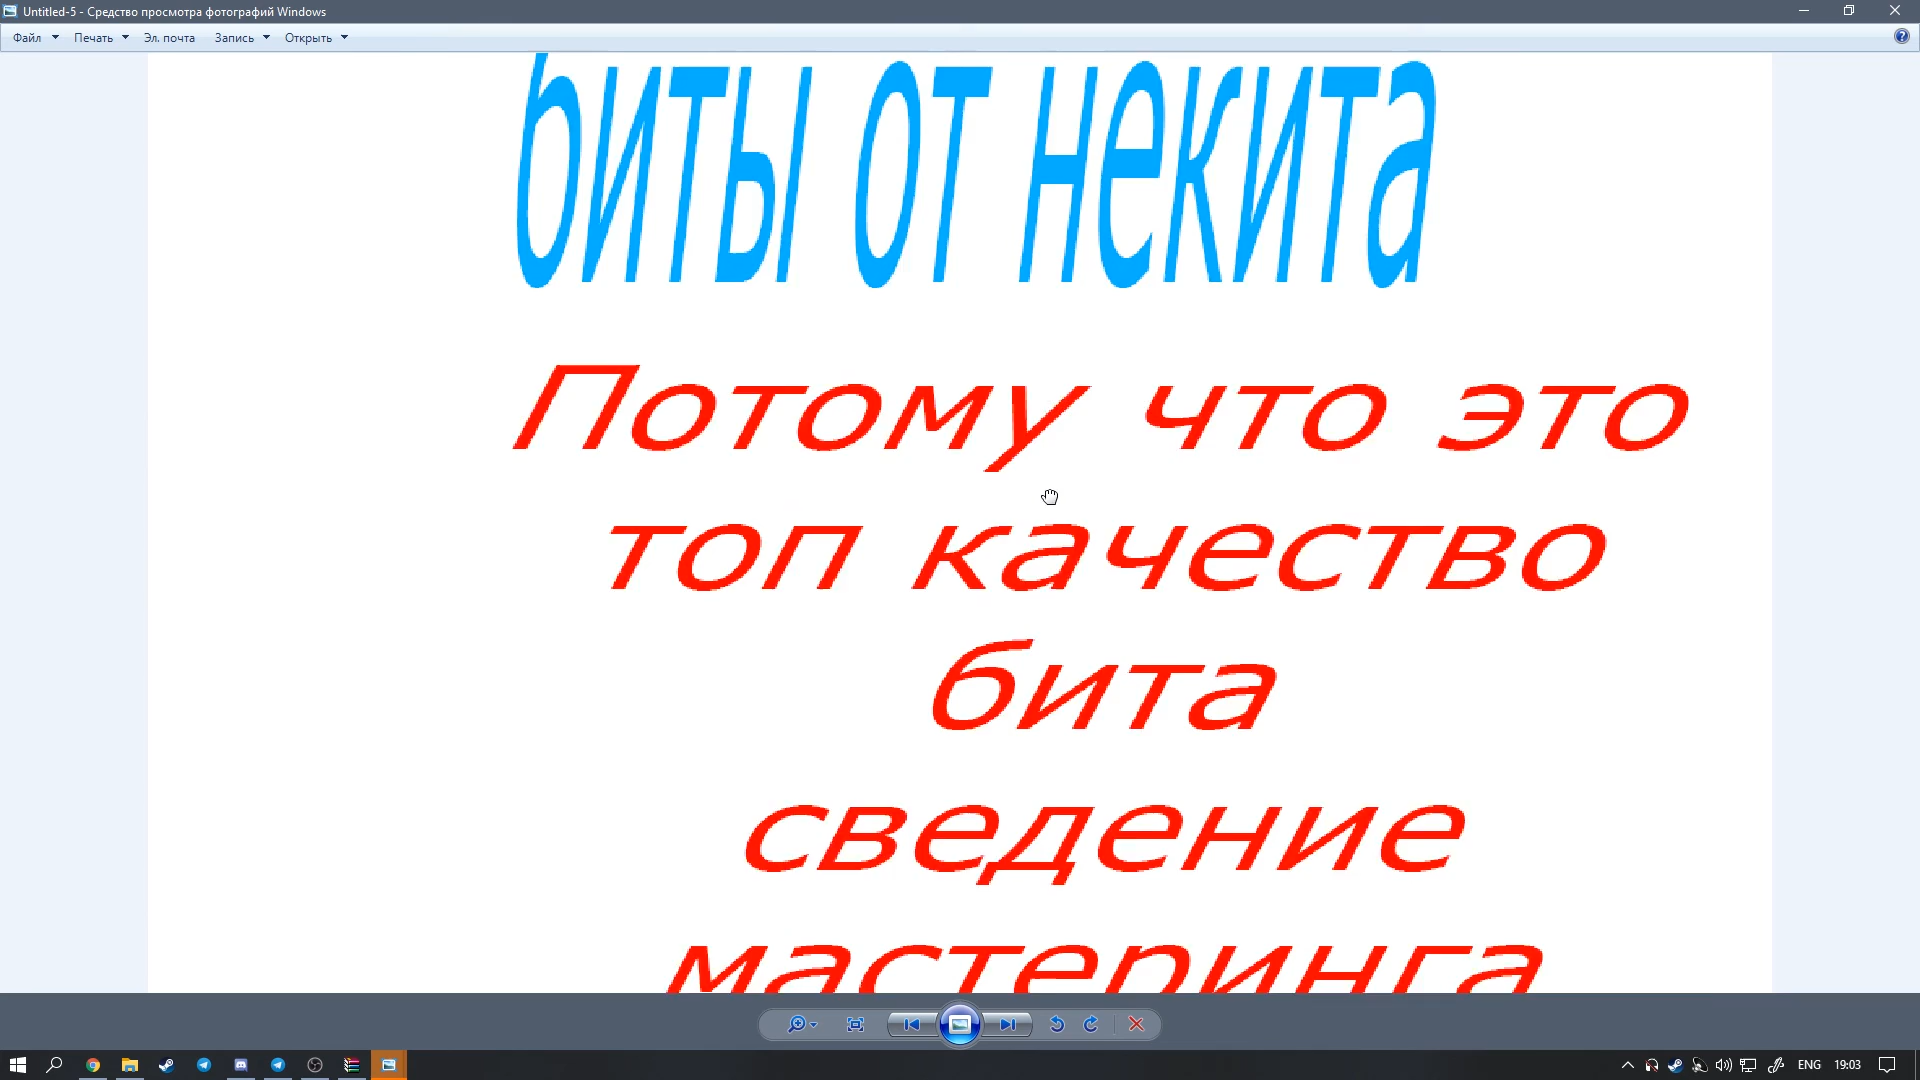 Untitled-5 - Средство просмотра фотографий Windows
Файл Печать Эл. почта Запись Открыть
биты от некита
Потому что это
топ качество
бита
сведение
мастеринга
ENG 19:03